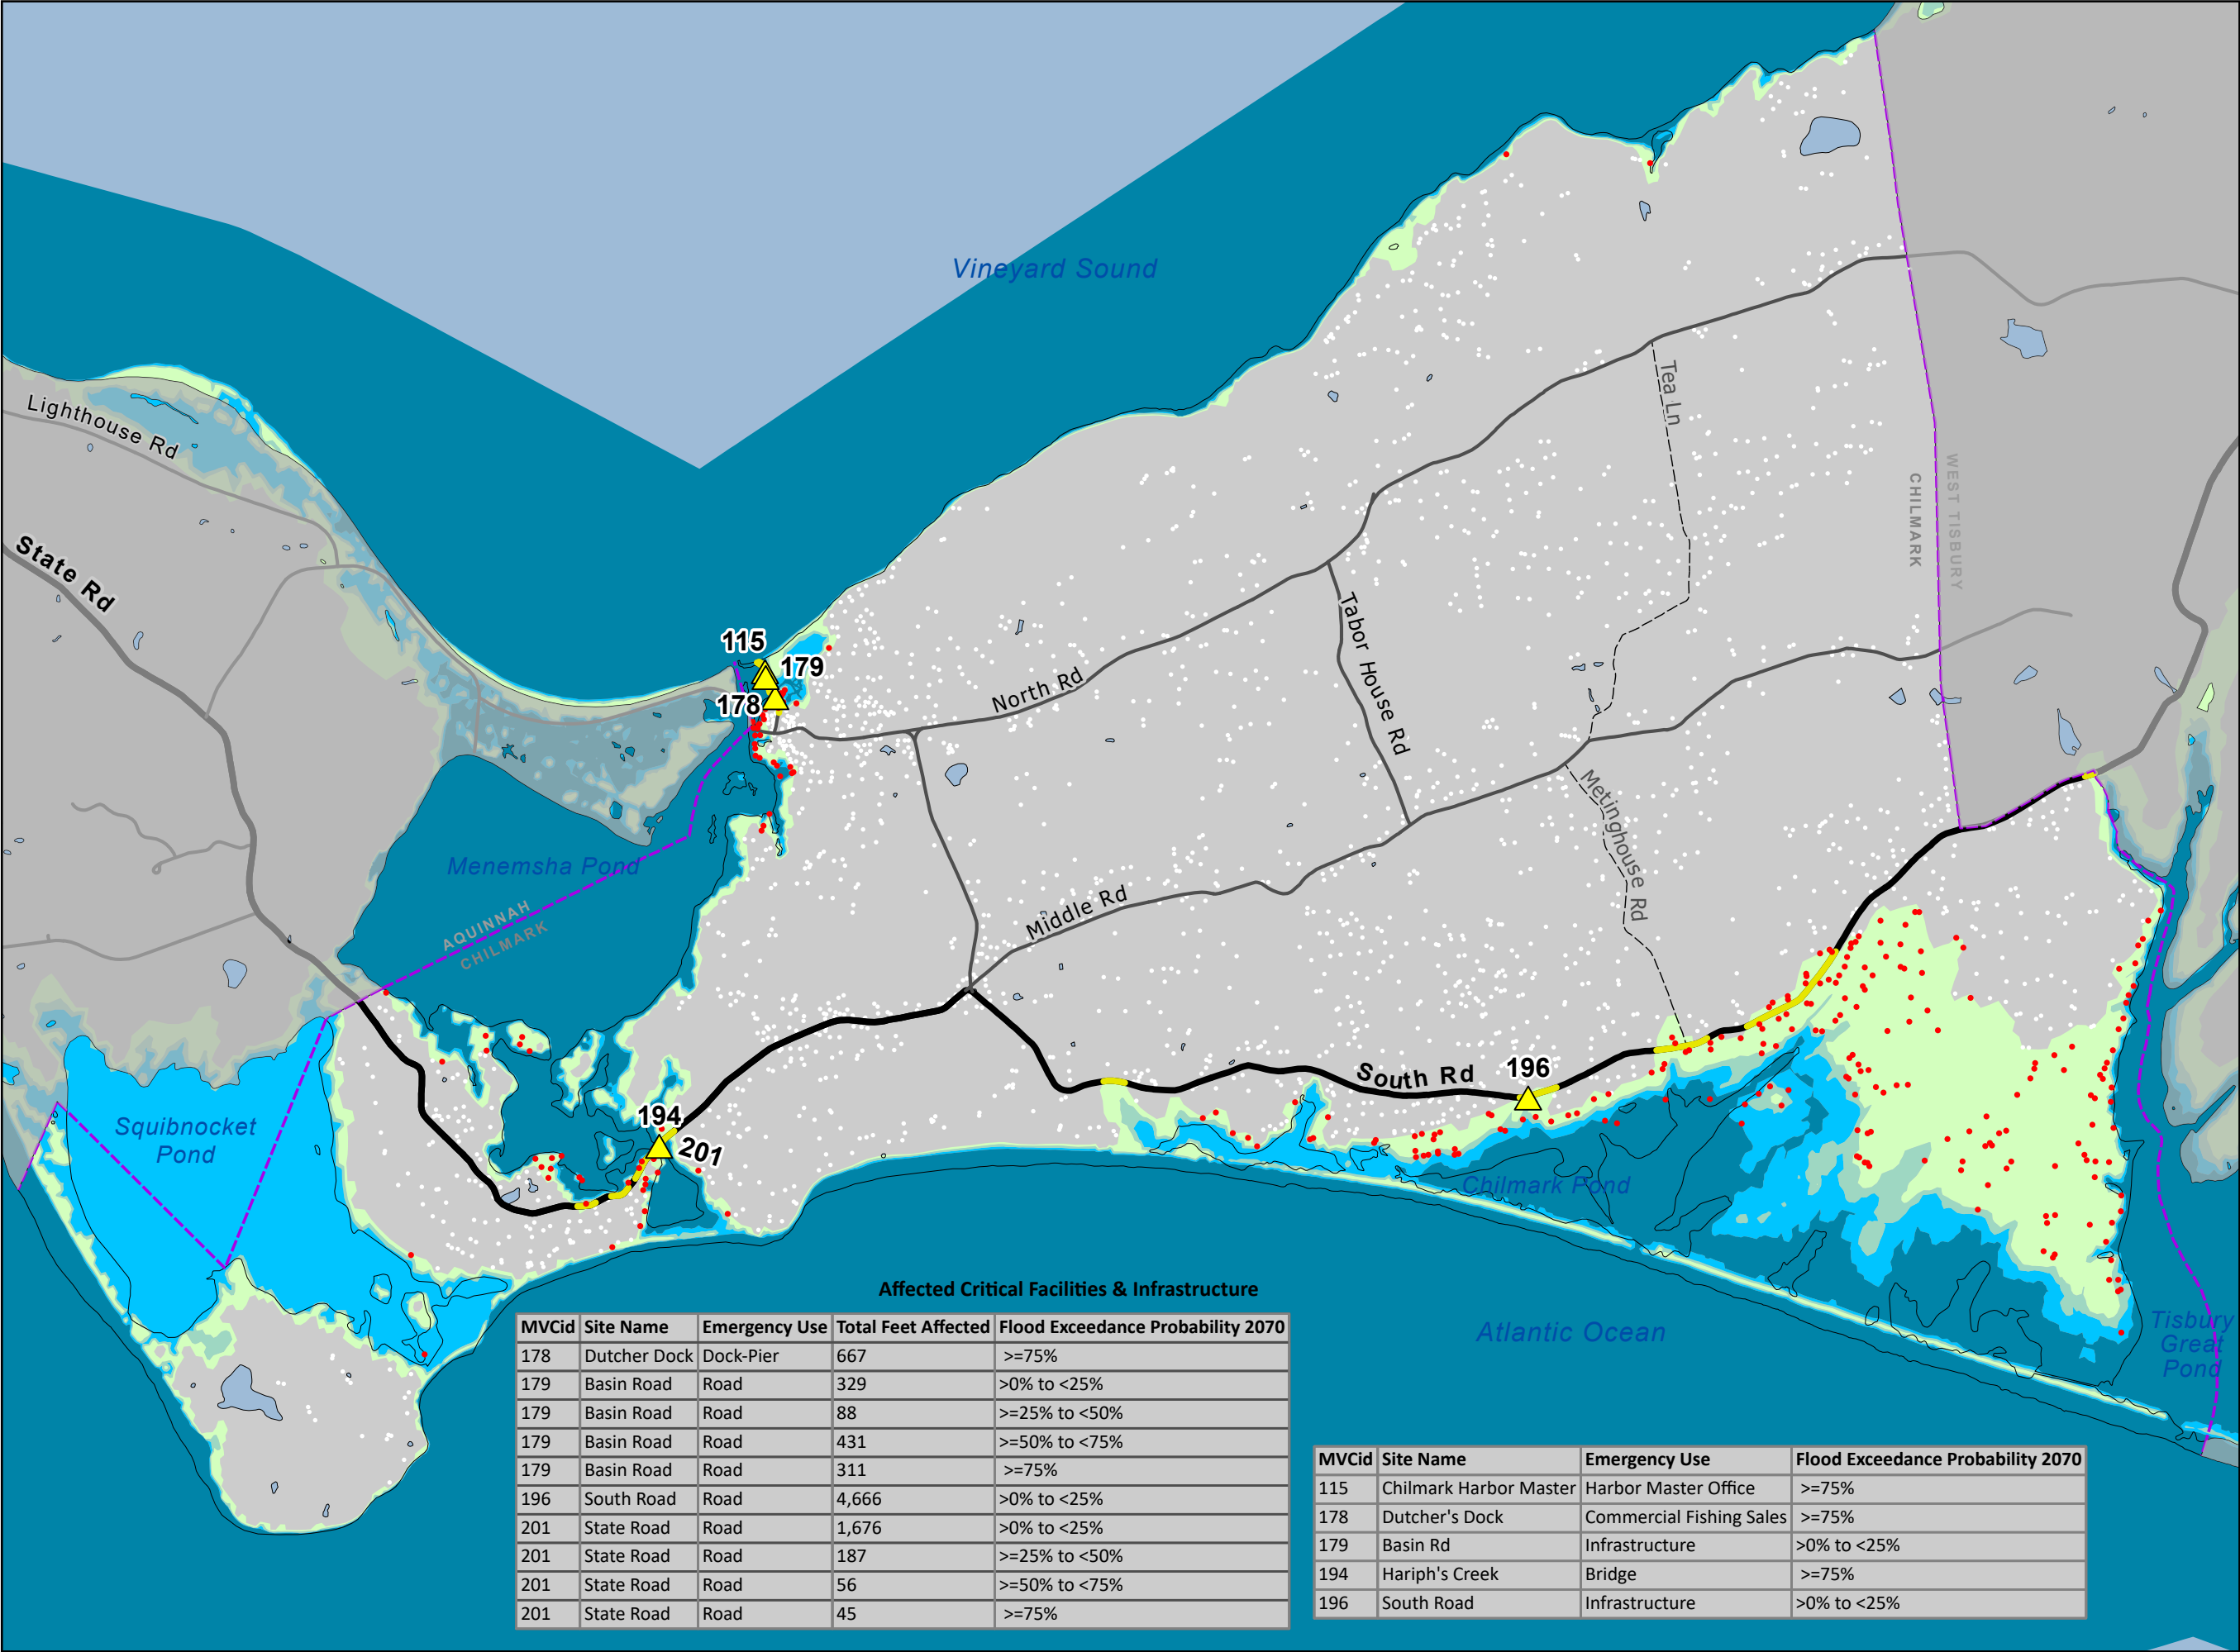 Vineyard Sound
Tea Ln
Lighthouse Rd
WEST TISBURY
CHILMARK
State Rd
Tabor House Rd
115
179
178
North Rd
Metinghouse Rd
Menemsha Pond
Middle Rd
AQUINNAH
CHILMARK
South Rd
196
194
201
Squibnocket
Pond
Chilmark Pond
Atlantic Ocean
Tisbury
Great
Pond
Affected Critical Facilities & Infrastructure
MVCid Site Name Emergency Use Total Feet Affected Flood Exceedance Probability 2070
178 Dutcher Dock Dock-Pier 667 >=75%
179 Basin Road Road 329 >0% to <25%
179 Basin Road Road 88 >=25% to <50%
179 Basin Road Road 431 >=50% to <75%
179 Basin Road Road 311 >=75%
196 South Road Road 4,666 >0% to <25%
201 State Road Road 1,676 >0% to <25%
201 State Road Road 187 >=25% to <50%
201 State Road Road 56 >=50% to <75%
201 State Road Road 45 >=75%
MVCid Site Name Emergency Use Flood Exceedance Probability 2070
115 Chilmark Harbor Master Harbor Master Office >=75%
178 Dutcher's Dock Commercial Fishing Sales >=75%
179 Basin Rd Infrastructure >0% to <25%
194 Hariph's Creek Bridge >=75%
196 South Road Infrastructure >0% to <25%